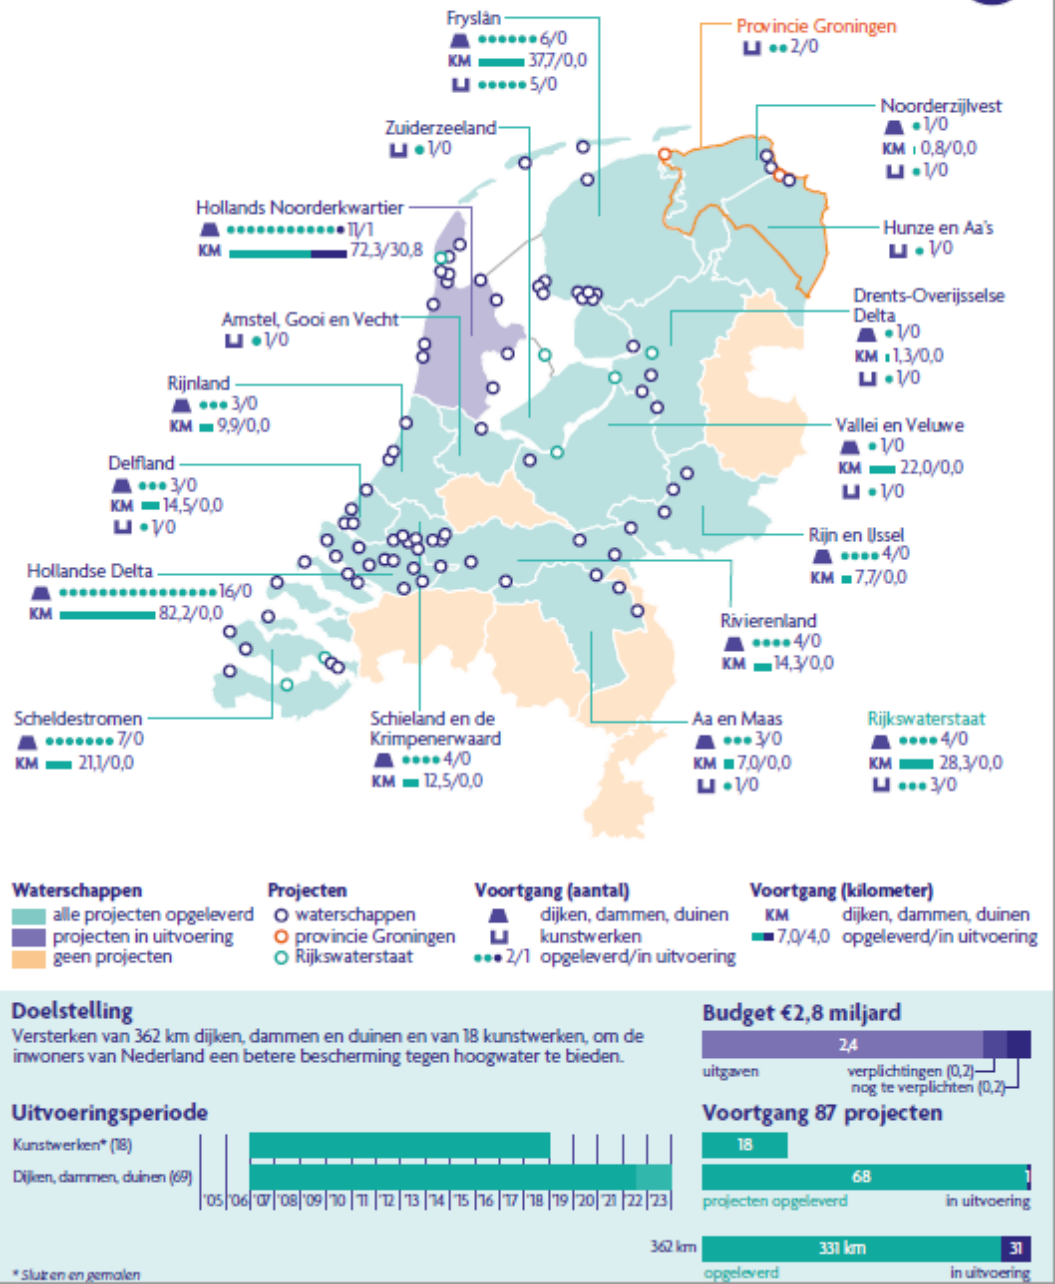 Fryslân
6/0
KM 37,7/0,0
5/0
Provincie Groningen
2/0
Noorderzijlvest
1/0
KM 0,8/0,0
1/0
Zuiderzeeland
1/0
Hollands Noorderkwartier
11/1
KM 72,3/30,8
Hunze en Aa's
1/0
Drents-Overijsselse
Delta
1/0
KM 1,3/0,0
1/0
Amstel, Gooi en Vecht
1/0
Rijnland
3/0
KM 9,9/0,0
Vallei en Veluwe
1/0
KM 22,0/0,0
1/0
Delfland
3/0
KM 14,5/0,0
1/0
Rijn en IJssel
4/0
KM 7,7/0,0
Hollandse Delta
16/0
KM 82,2/0,0
Rivierenland
4/0
KM 14,3/0,0
Scheldestromen
7/0
KM 21,1/0,0
Schieland en de
Krimpenerwaard
4/0
KM 12,5/0,0
Aa en Maas
3/0
KM 7,0/0,0
1/0
Rijkswaterstaat
4/0
KM 28,3/0,0
3/0
Waterschappen
alle projecten opgeleverd
projecten in uitvoering
geen projecten
Projecten
waterschappen
provincie Groningen
Rijkswaterstaat
Voortgang (aantal)
dijken, dammen, duinen
kunstwerken
2/1 opgeleverd/in uitvoering
Voortgang (kilometer)
KM dijken, dammen, duinen
7,0/4,0 opgeleverd/in uitvoering
Doelstelling
Versterken van 362 km dijken, dammen en duinen en van 18 kunstwerken, om de
inwoners van Nederland een betere bescherming tegen hoogwater te bieden.
Budget €2,8 miljard
2,4
uitgaven
verplichtingen (0,2)
nog te verplichten (0,2)
Uitvoeringsperiode
Kunstwerken* (18)
Dijken, dammen, duinen (69)
'05 '06 '07 '08 '09 '10 '11 '12 '13 '14 '15 '16 '17 '18 '19 '20 '21 '22 '23
Voortgang 87 projecten
18
68 1
projecten opgeleverd in uitvoering
362 km 331 km 31
opgeleverd in uitvoering
* Sluizen en gemalen